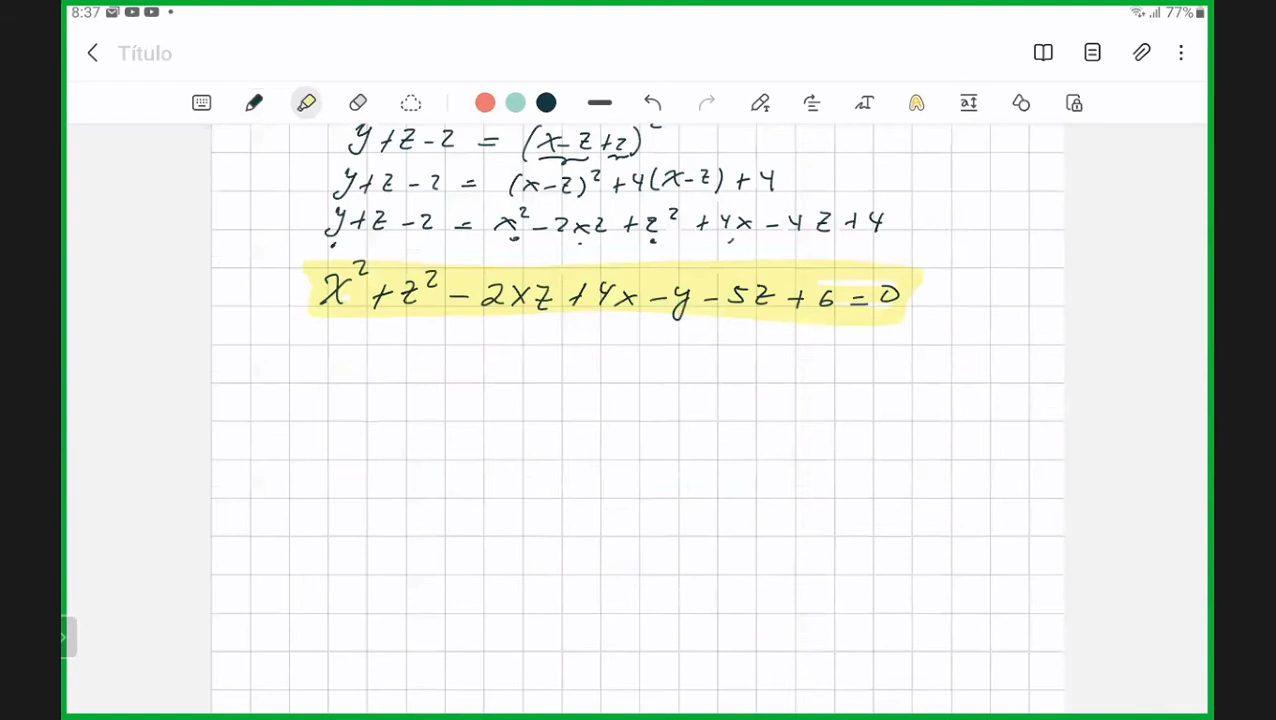 8:37
77%
Título
y+z-2 = (x-z+2)²
y+z-2 = (x-z)²+4(x-z)+4
y+z-2 = x²-2xz+z²+4x-4z+4
x²+z²-2xz+4x-y-5z+6=0